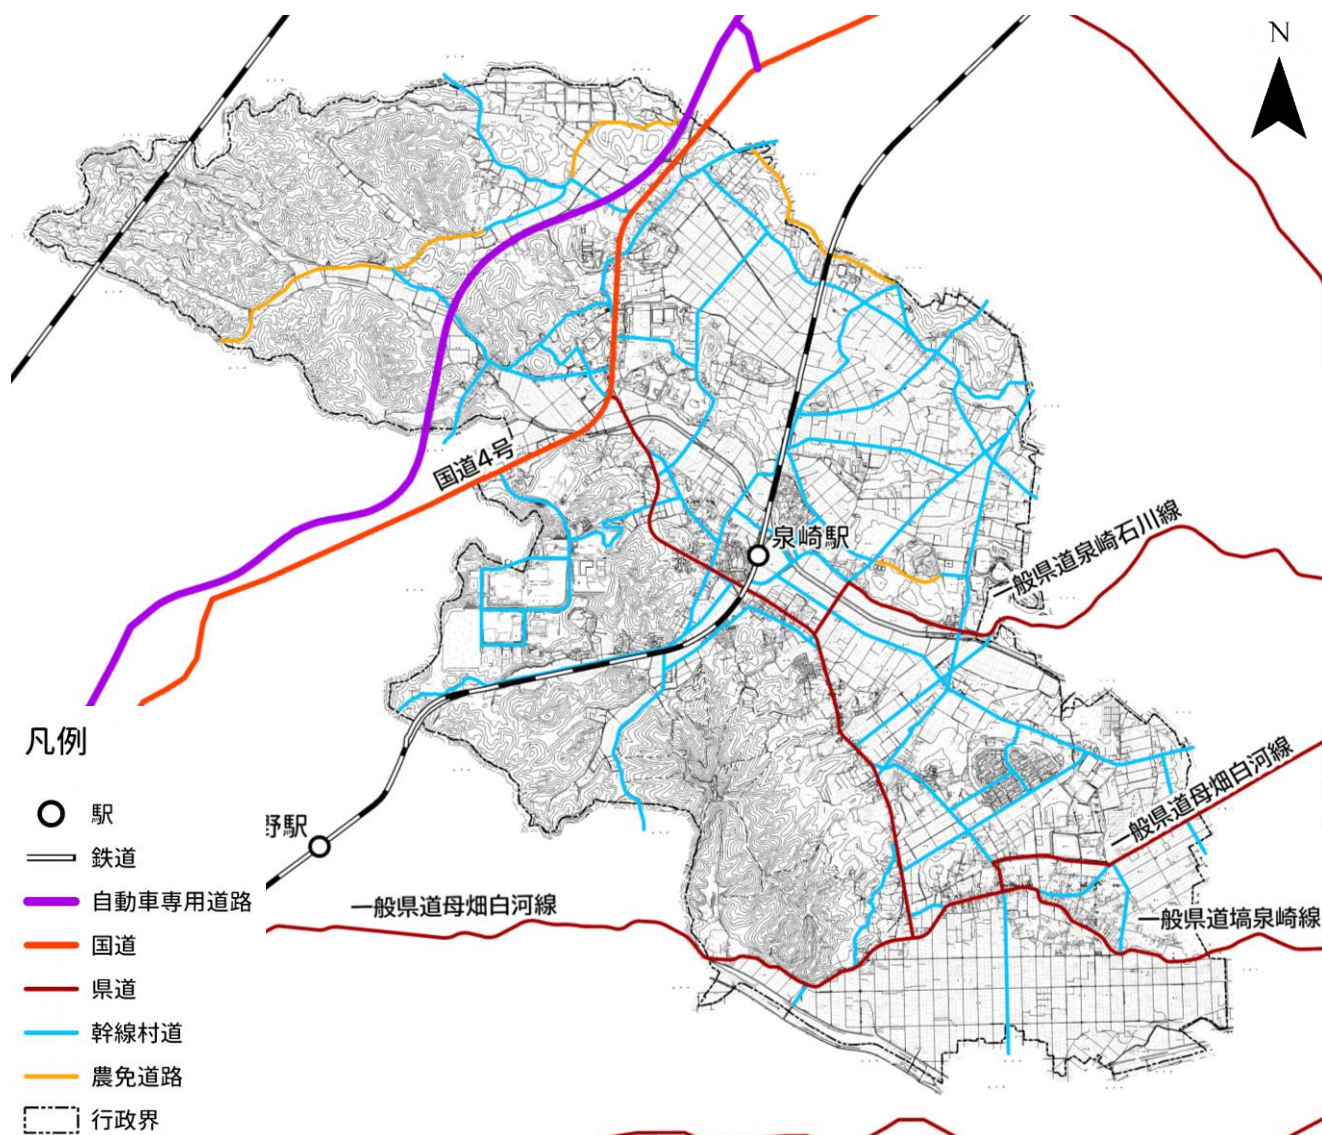 N
国道4号
泉崎駅
一般県道泉崎石川線
一般県道母畑白河線
一般県道母畑白河線
一般県道塙泉崎線
野駅
凡例
駅
鉄道
自動車専用道路
国道
県道
幹線村道
農免道路
行政界